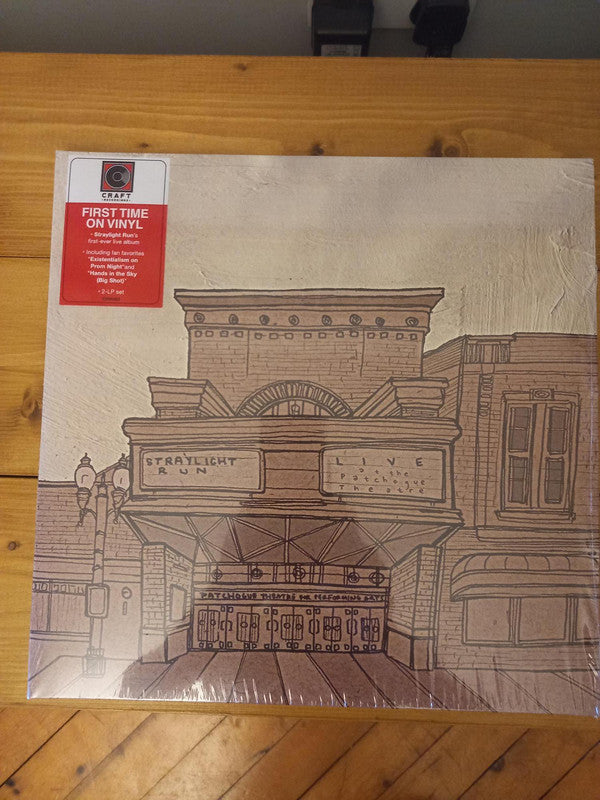 CRAFT
RECORDINGS
FIRST TIME
ON VINYL
• Straylight Run's
first-ever live album
• Including fan favorites
"Existentialism on
Prom Night" and
"Hands in the Sky
(Big Shot)"
• 2-LP set
STRAYLIGHT
RUN
LIVE
at the
Patchogue
Theatre
PATCHOGUE THEATRE FOR PERFORMING ARTS